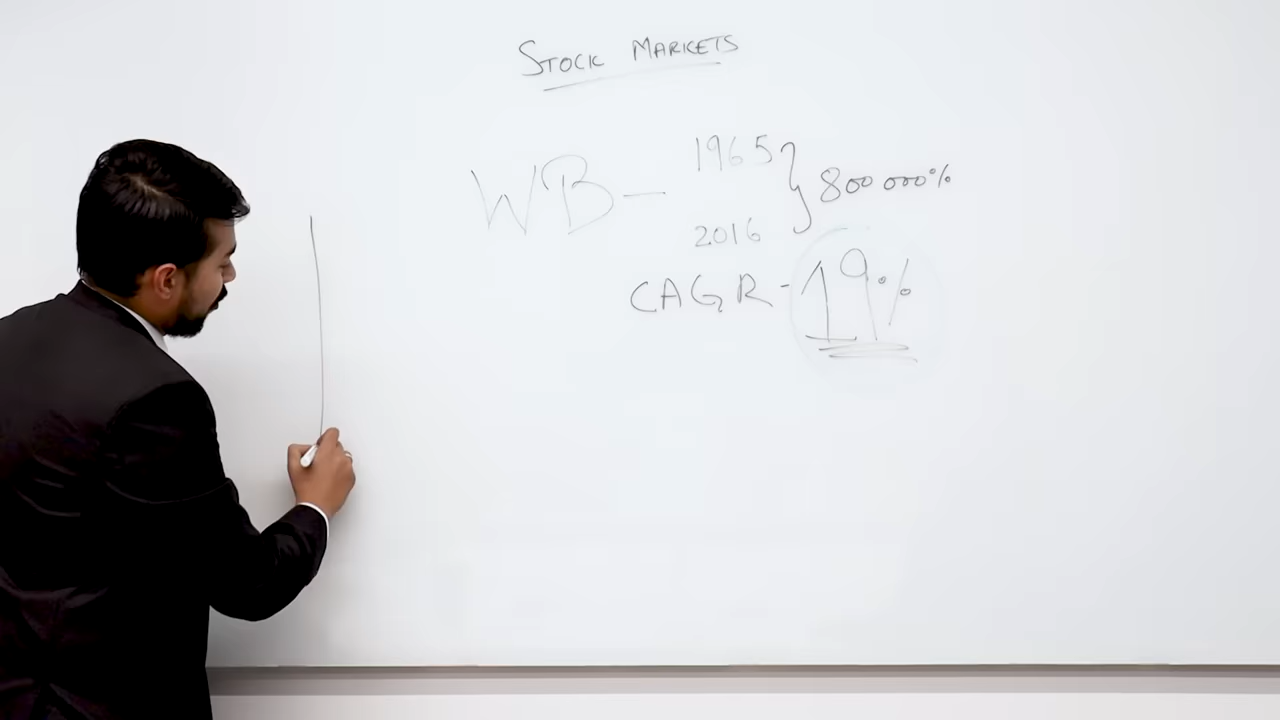 STOCK MARKETS
1965
WB - } 800 000%
2016
CAGR - 19%